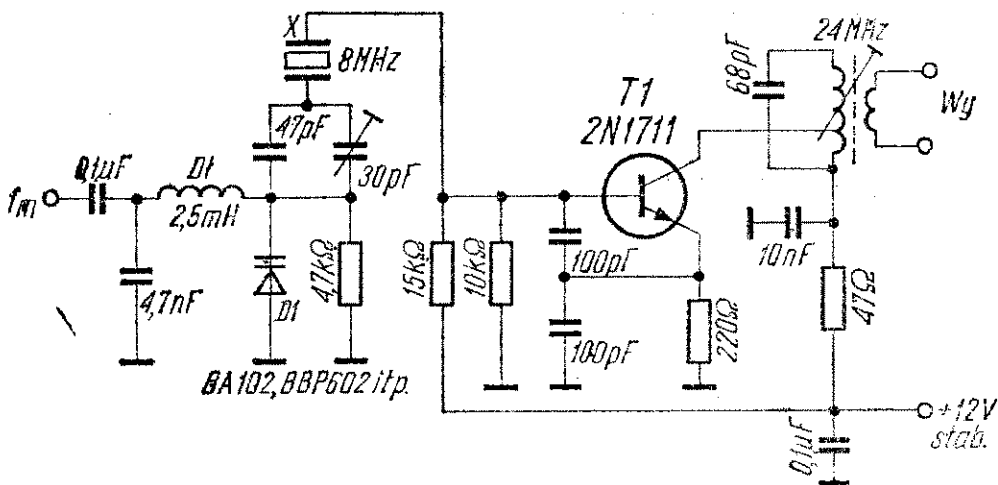 X
8MHz
24MHz
68pF
T1
2N1711
Wy
47pF
30pF
0,1µF
fm
Dł
2,5mH
4,7nF
D1
4,7kΩ
BA102, BBP602 itp.
15kΩ
10kΩ
100pF
100pF
220Ω
10nF
47Ω
+12V
stab.
0,1µF